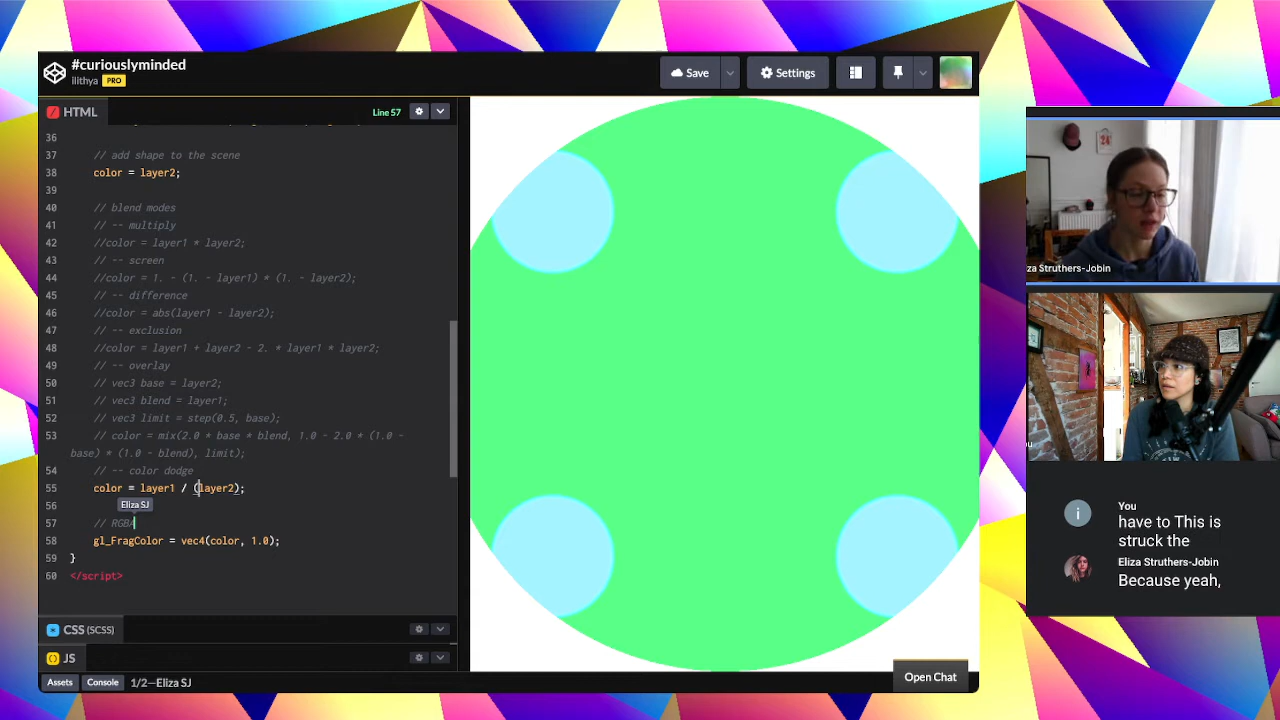 #curiouslyminded
ilithya
PRO
Save
Settings
HTML
Line 57
36
37 // add shape to the scene
38 color = layer2;
39
40 // blend modes
41 // -- multiply
42 //color = layer1 * layer2;
43 // -- screen
44 //color = 1. - (1. - layer1) * (1. - layer2);
45 // -- difference
46 //color = abs(layer1 - layer2);
47 // -- exclusion
48 //color = layer1 + layer2 - 2. * layer1 * layer2;
49 // -- overlay
50 // vec3 base = layer2;
51 // vec3 blend = layer1;
52 // vec3 limit = step(0.5, base);
53 // color = mix(2.0 * base * blend, 1.0 - 2.0 * (1.0 -
base) * (1.0 - blend), limit);
54 // -- color dodge
55 color = layer1 / (layer2);
56 Eliza SJ
57 // RGBA
58 gl_FragColor = vec4(color, 1.0);
59 }
60 </script>
CSS (SCSS)
JS
Assets
Console
1/2—Eliza SJ
Open Chat
24
iza Struthers-Jobin
ou
You
have to This is
struck the
Eliza Struthers-Jobin
Because yeah,